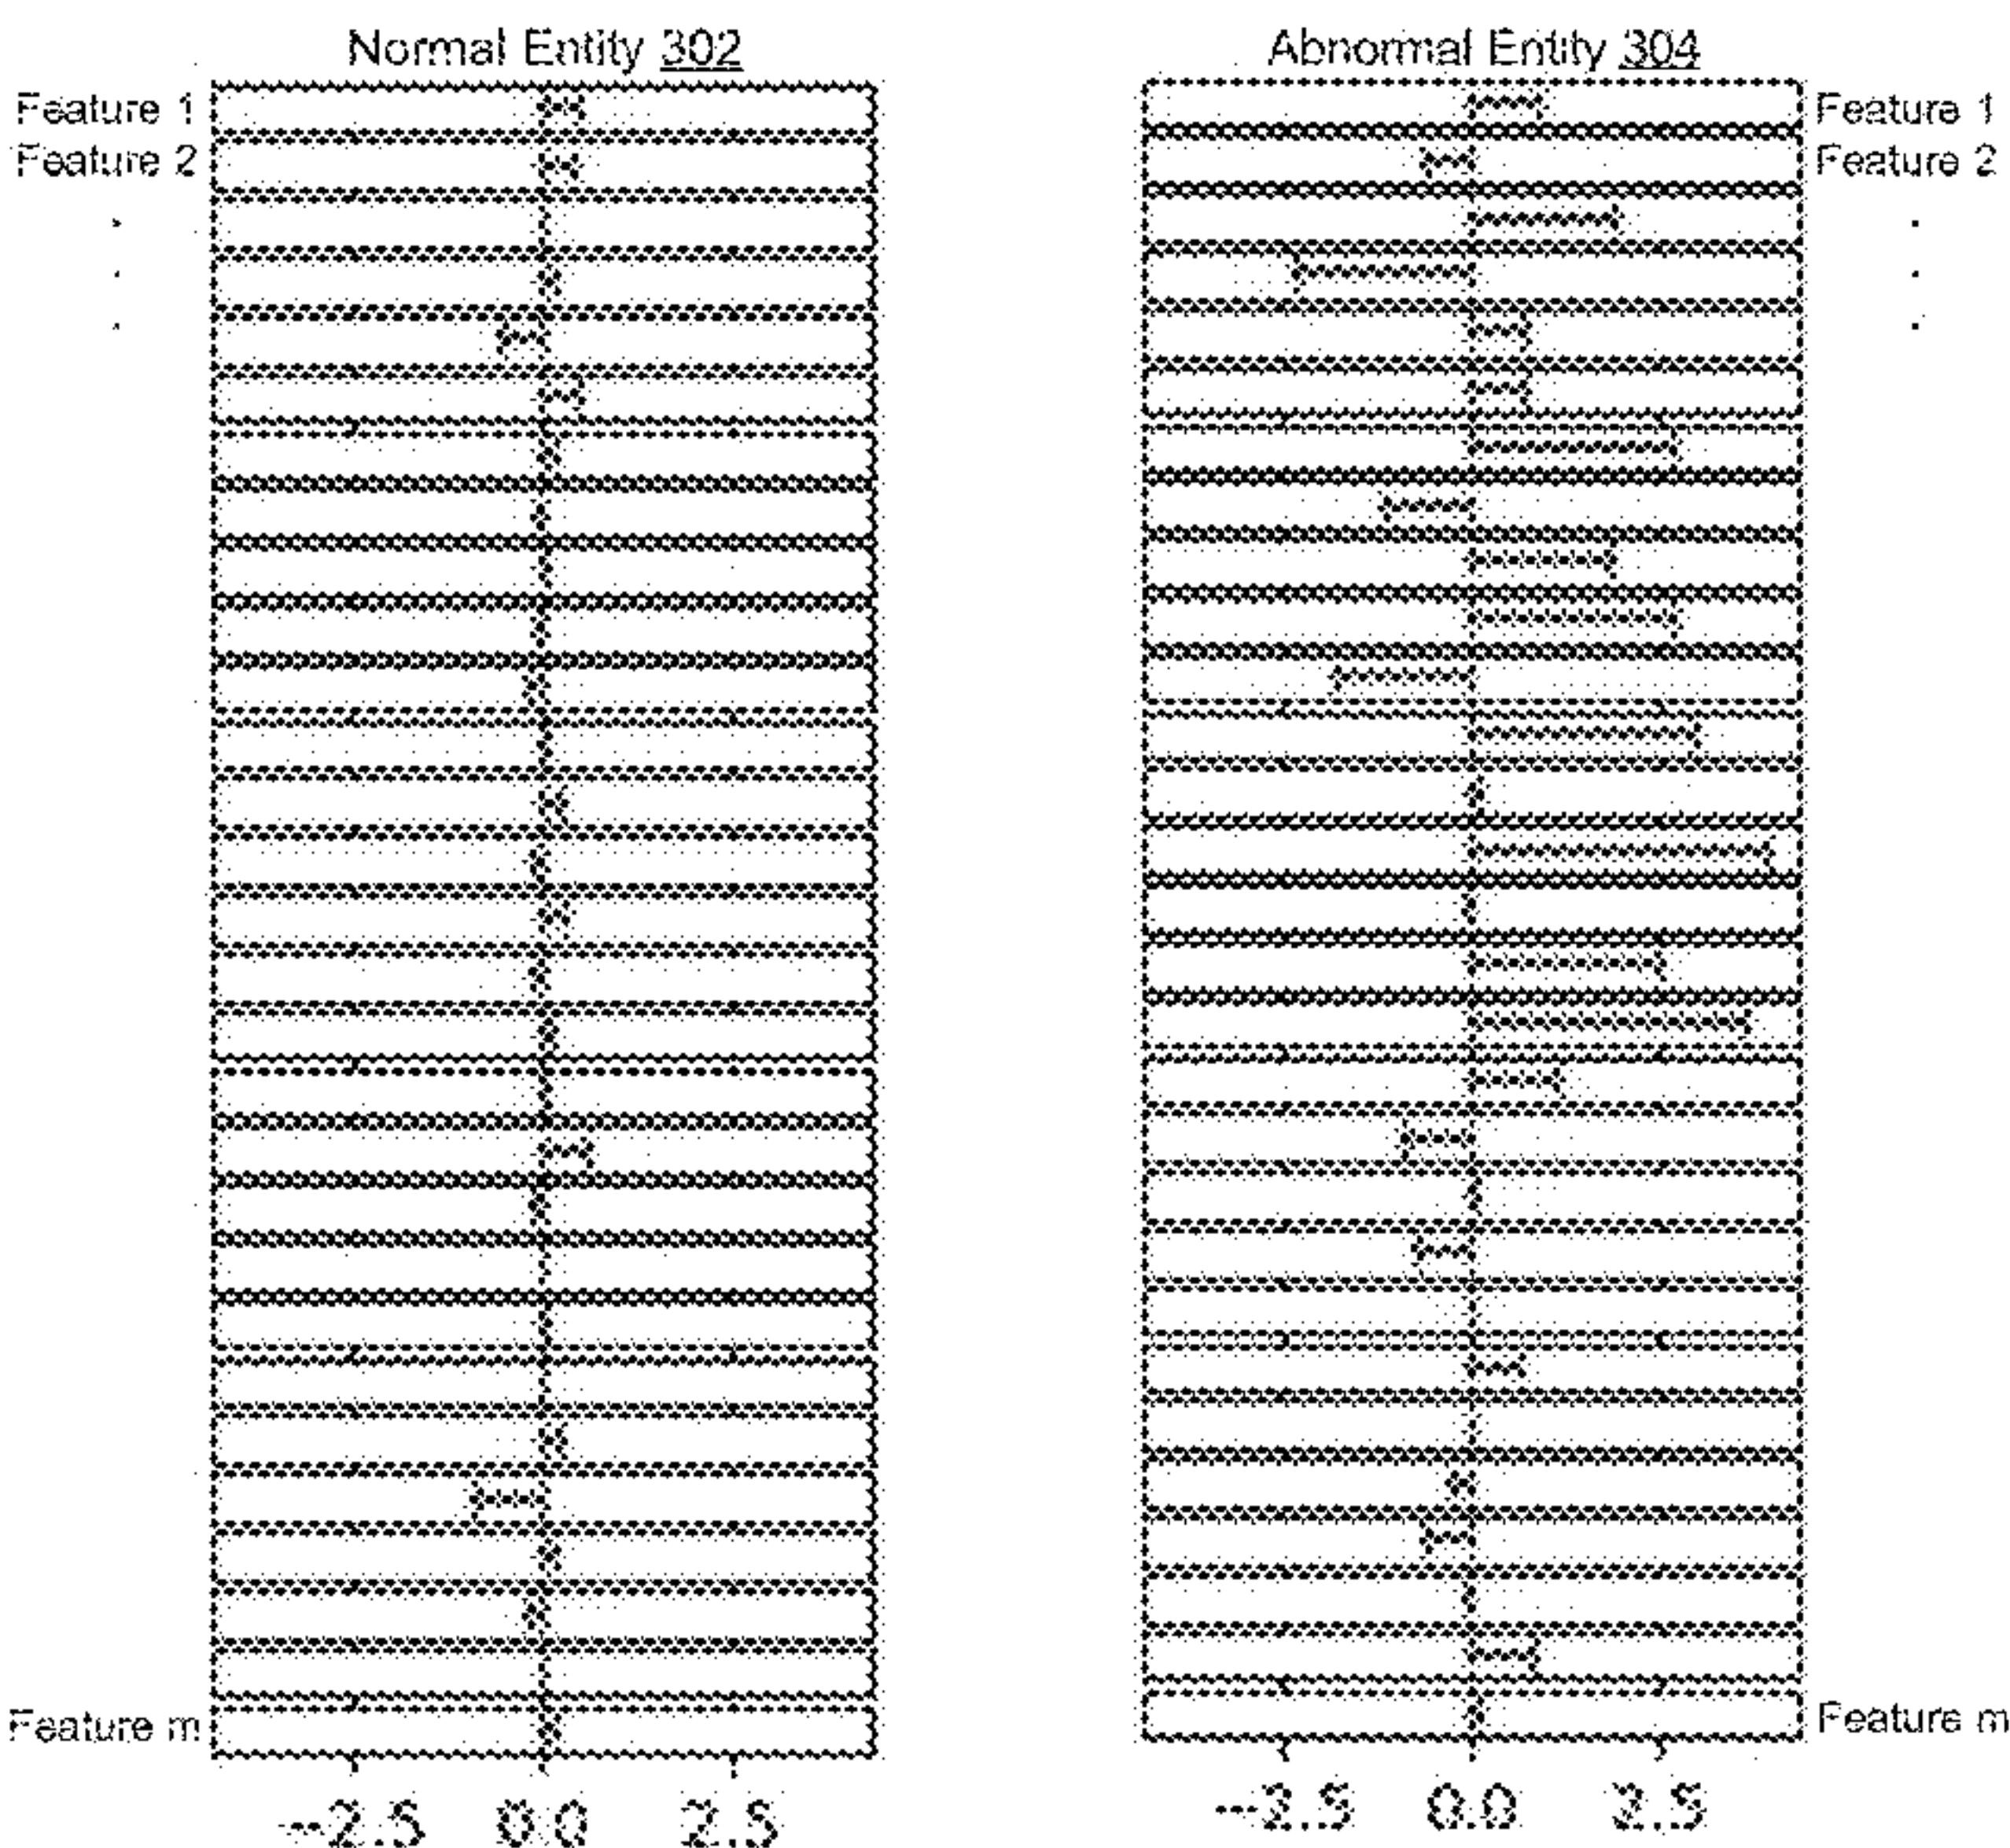 Normal Entity 302
Feature 1
Feature 2
.
.
.
Feature m
-2.5 0.0 2.5
Abnormal Entity 304
Feature 1
Feature 2
.
.
.
Feature m
-2.5 0.0 2.5